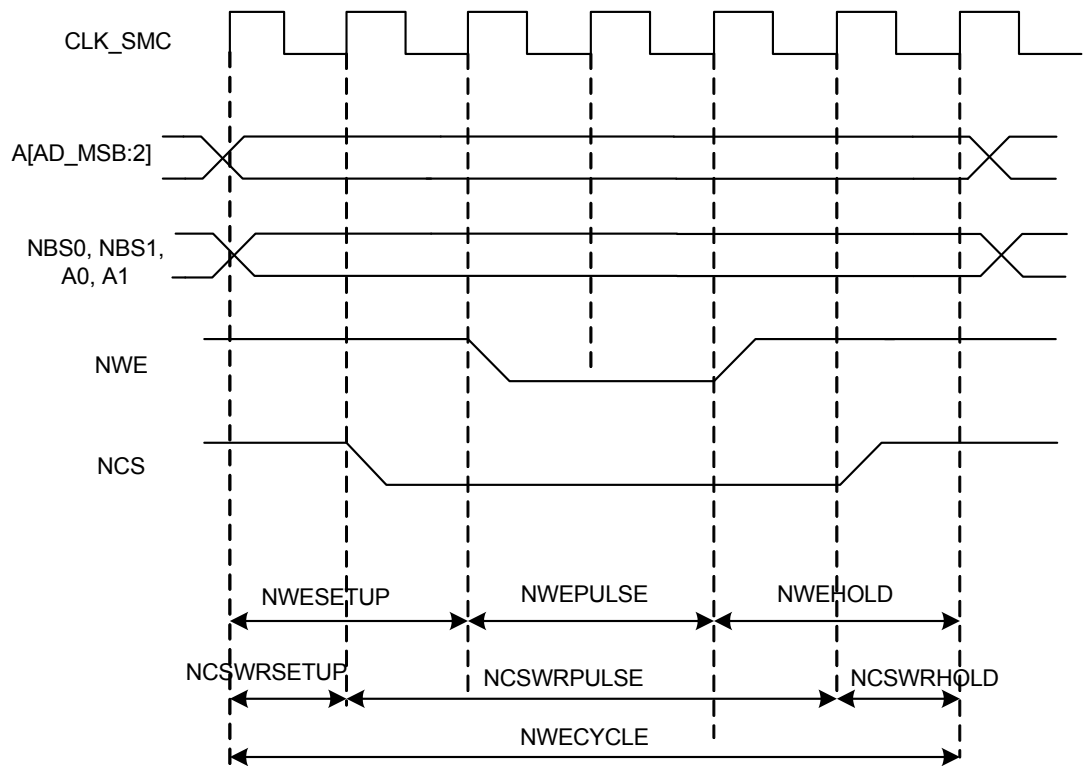 CLK_SMC
A[AD_MSB:2]
NBS0, NBS1,
A0, A1
NWE
NCS
NWESETUP
NWEPULSE
NWEHOLD
NCSWRSETUP
NCSWRPULSE
NCSWRHOLD
NWECYCLE